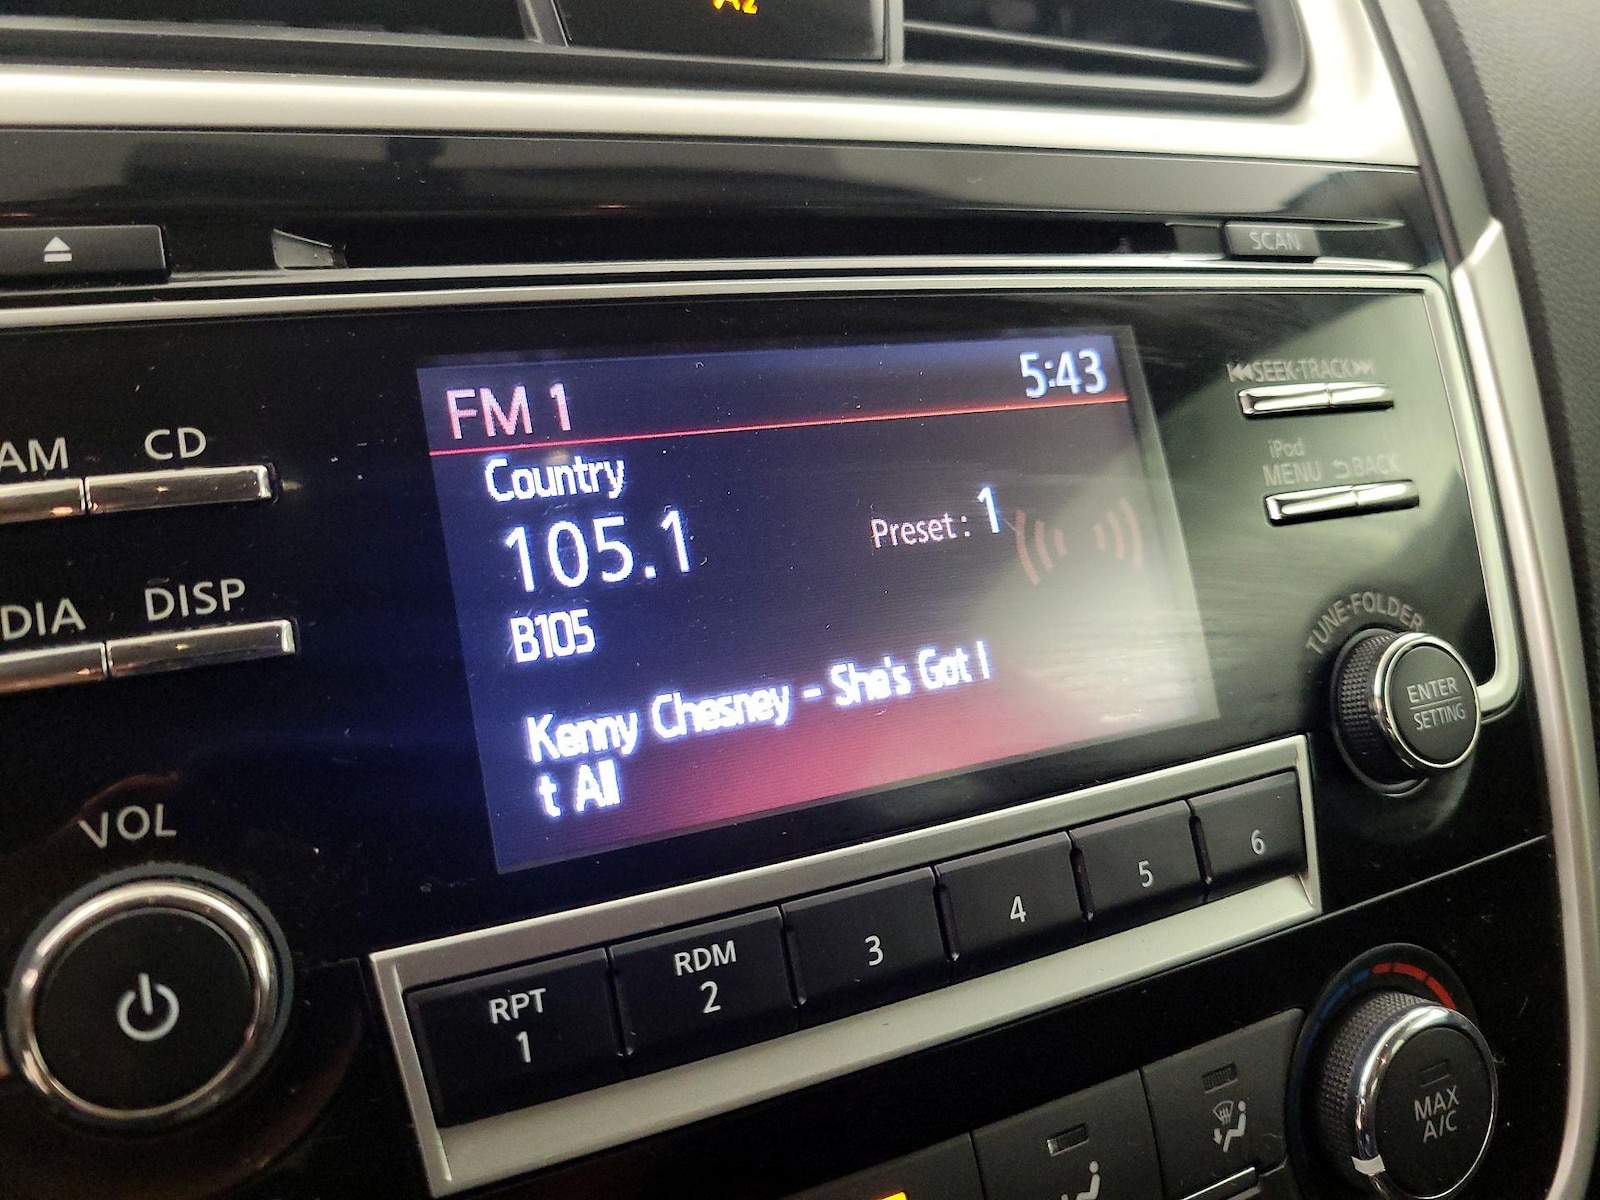 A2
SCAN
FM 1
5:43
SEEK·TRACK
AM
CD
Country
iPod
MENU
BACK
105.1
Preset : 1
DIA
DISP
B105
TUNE·FOLDER
Kenny Chesney - She's Got I
t All
ENTER
SETTING
VOL
RPT
1
RDM
2
3
4
5
6
MAX
A/C